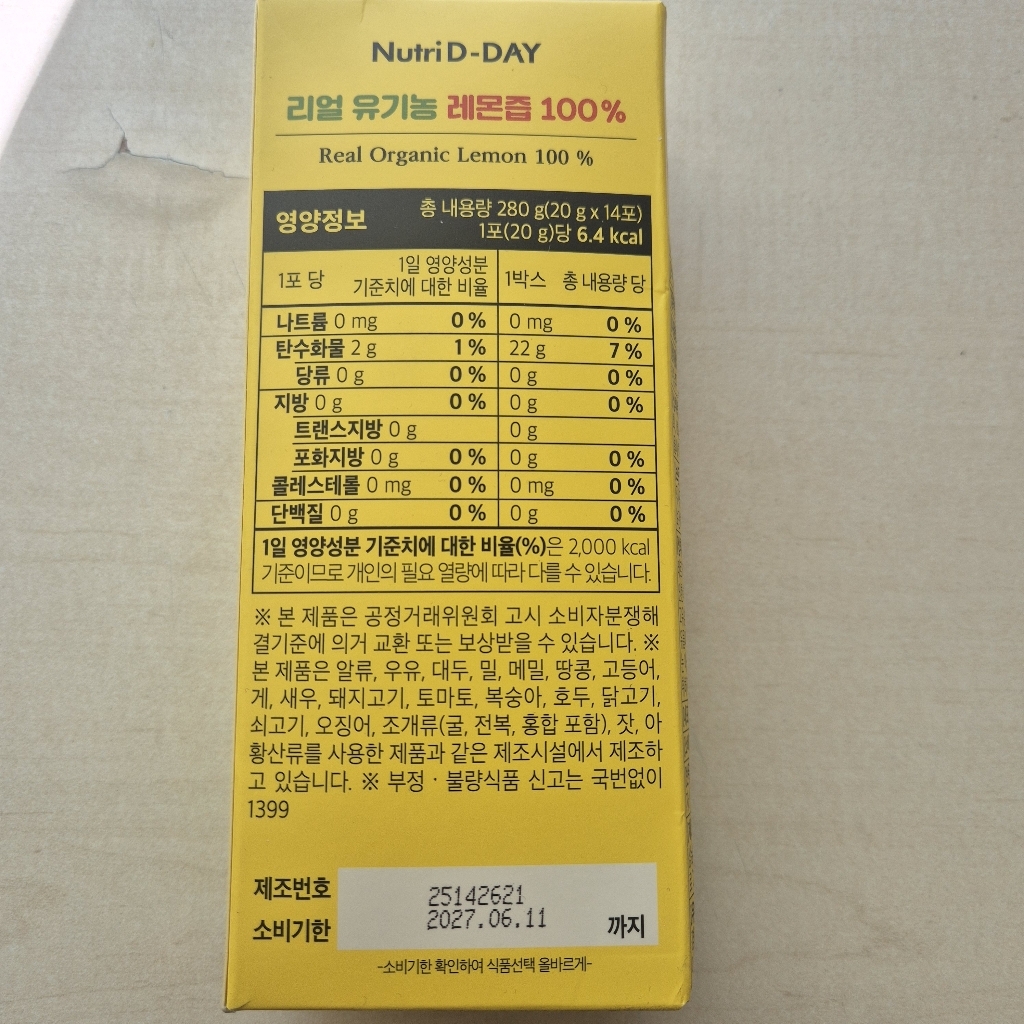 Nutri D-DAY
리얼 유기농 레몬즙 100%
Real Organic Lemon 100 %
영양정보
총 내용량 280 g(20 g x 14포)
1포(20 g)당 6.4 kcal
1포 당 1일 영양성분 기준치에 대한 비율 1박스 총 내용량 당
나트륨 0 mg 0 % 0 mg 0 %
탄수화물 2 g 1 % 22 g 7 %
당류 0 g 0 % 0 g 0 %
지방 0 g 0 % 0 g 0 %
트랜스지방 0 g 0 g
포화지방 0 g 0 % 0 g 0 %
콜레스테롤 0 mg 0 % 0 mg 0 %
단백질 0 g 0 % 0 g 0 %
1일 영양성분 기준치에 대한 비율(%)은 2,000 kcal
기준이므로 개인의 필요 열량에 따라 다를 수 있습니다.
※ 본 제품은 공정거래위원회 고시 소비자분쟁해
결기준에 의거 교환 또는 보상받을 수 있습니다. ※
본 제품은 알류, 우유, 대두, 밀, 메밀, 땅콩, 고등어,
게, 새우, 돼지고기, 토마토, 복숭아, 호두, 닭고기,
쇠고기, 오징어, 조개류(굴, 전복, 홍합 포함), 잣, 아
황산류를 사용한 제품과 같은 제조시설에서 제조하
고 있습니다. ※ 부정 · 불량식품 신고는 국번없이
1399
제조번호 25142621
소비기한 2027.06.11 까지
-소비기한 확인하여 식품선택 올바르게-